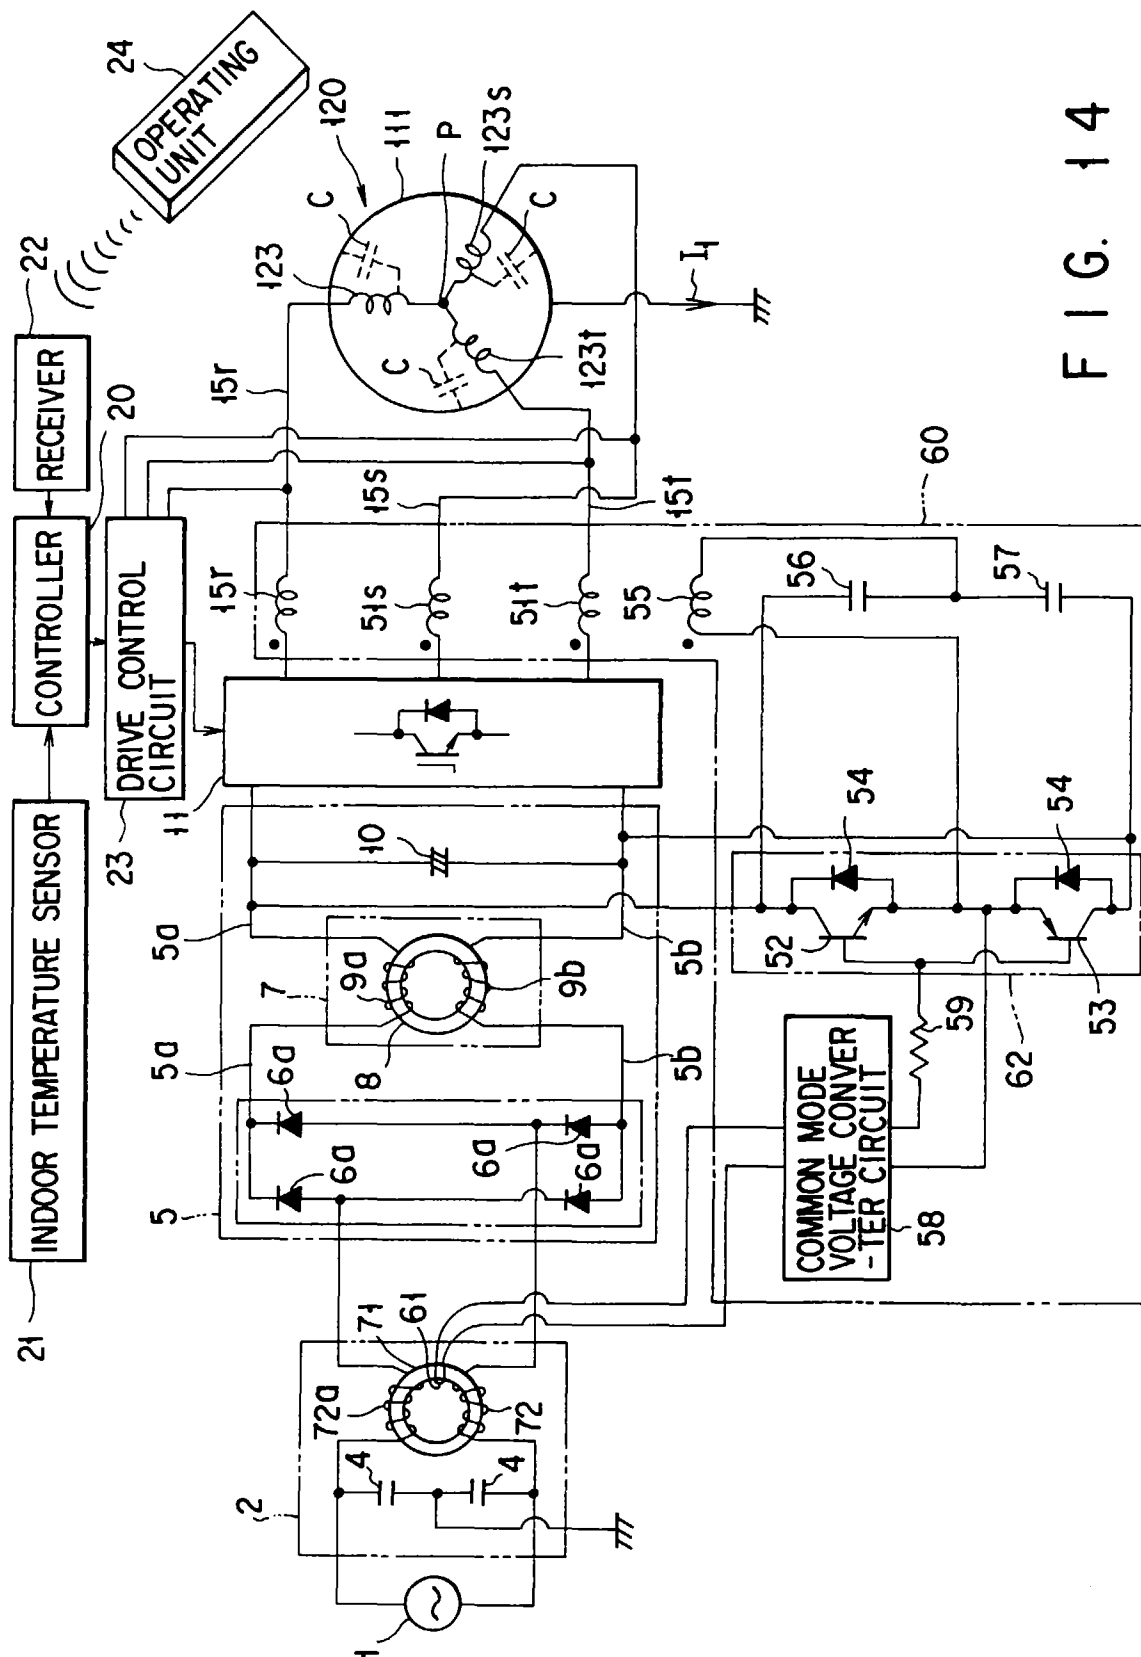 FIG. 14
21
INDOOR TEMPERATURE SENSOR
CONTROLLER
20
RECEIVER
22
OPERATING
UNIT
24
23
DRIVE CONTROL
CIRCUIT
11
5
5a
5a
6a
6a
6a
6a
7
8
9a
9b
5b
5b
10
15r
51s
51t
55
15r
15s
15t
60
123
C
120
111
P
123s
C
C
123t
I1
1
2
4
4
72a
71
61
72
COMMON MODE
VOLTAGE CONVER
-TER CIRCUIT
58
59
62
52
53
54
54
56
57